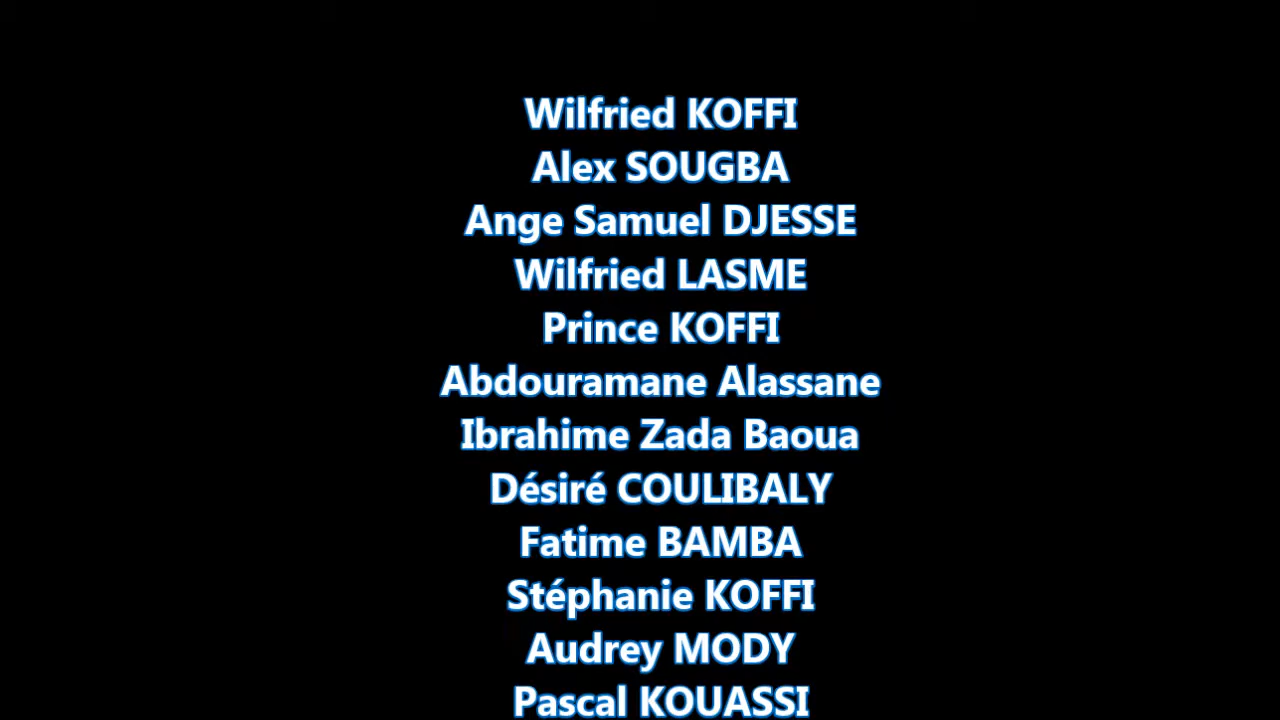 Wilfried KOFFI
Alex SOUGBA
Ange Samuel DJESSE
Wilfried LASME
Prince KOFFI
Abdouramane Alassane
Ibrahime Zada Baoua
Désiré COULIBALY
Fatime BAMBA
Stéphanie KOFFI
Audrey MODY
Pascal KOUASSI